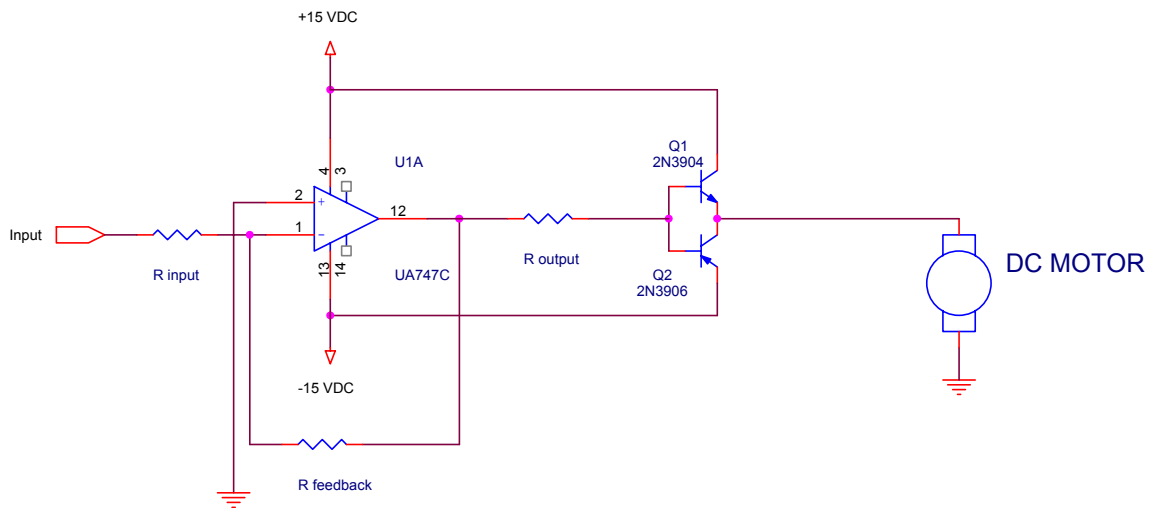 +15 VDC
Q1
2N3904
U1A
4
3
2
+
12
1
-
Input
R input
13
14
UA747C
R output
Q2
2N3906
DC MOTOR
-15 VDC
R feedback